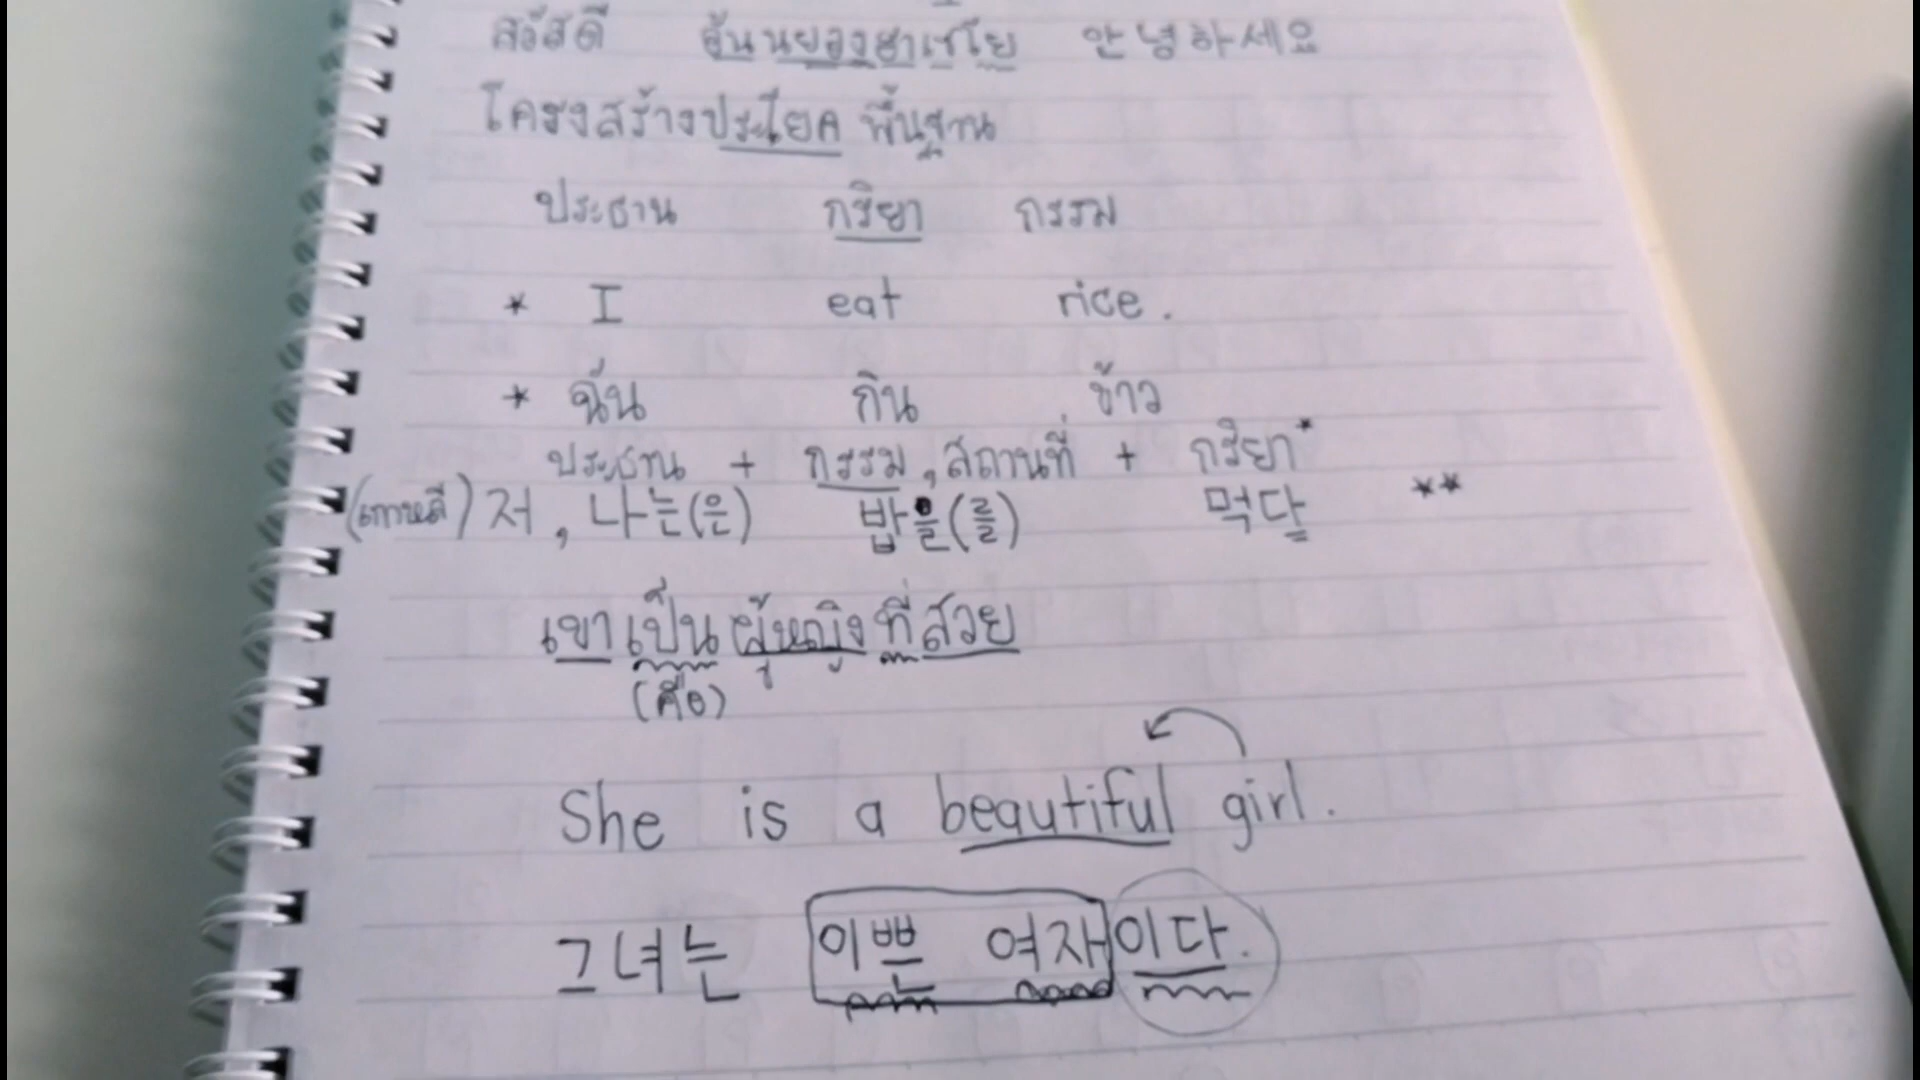 สวัสดี อันนยองฮาเซโย 안녕하세요
โครงสร้างประโยค พื้นฐาน
ประธาน กริยา กรรม
* I eat rice.
* ฉัน กิน ข้าว
ประธาน + กรรม, สถานที่ + กริยา*
(เกาหลี) 저, 나는(은) 밥을(를) 먹다 **
เขาเป็นผู้หญิงที่สวย
(คือ)
She is a beautiful girl.
그녀는 이쁜 여자이다.